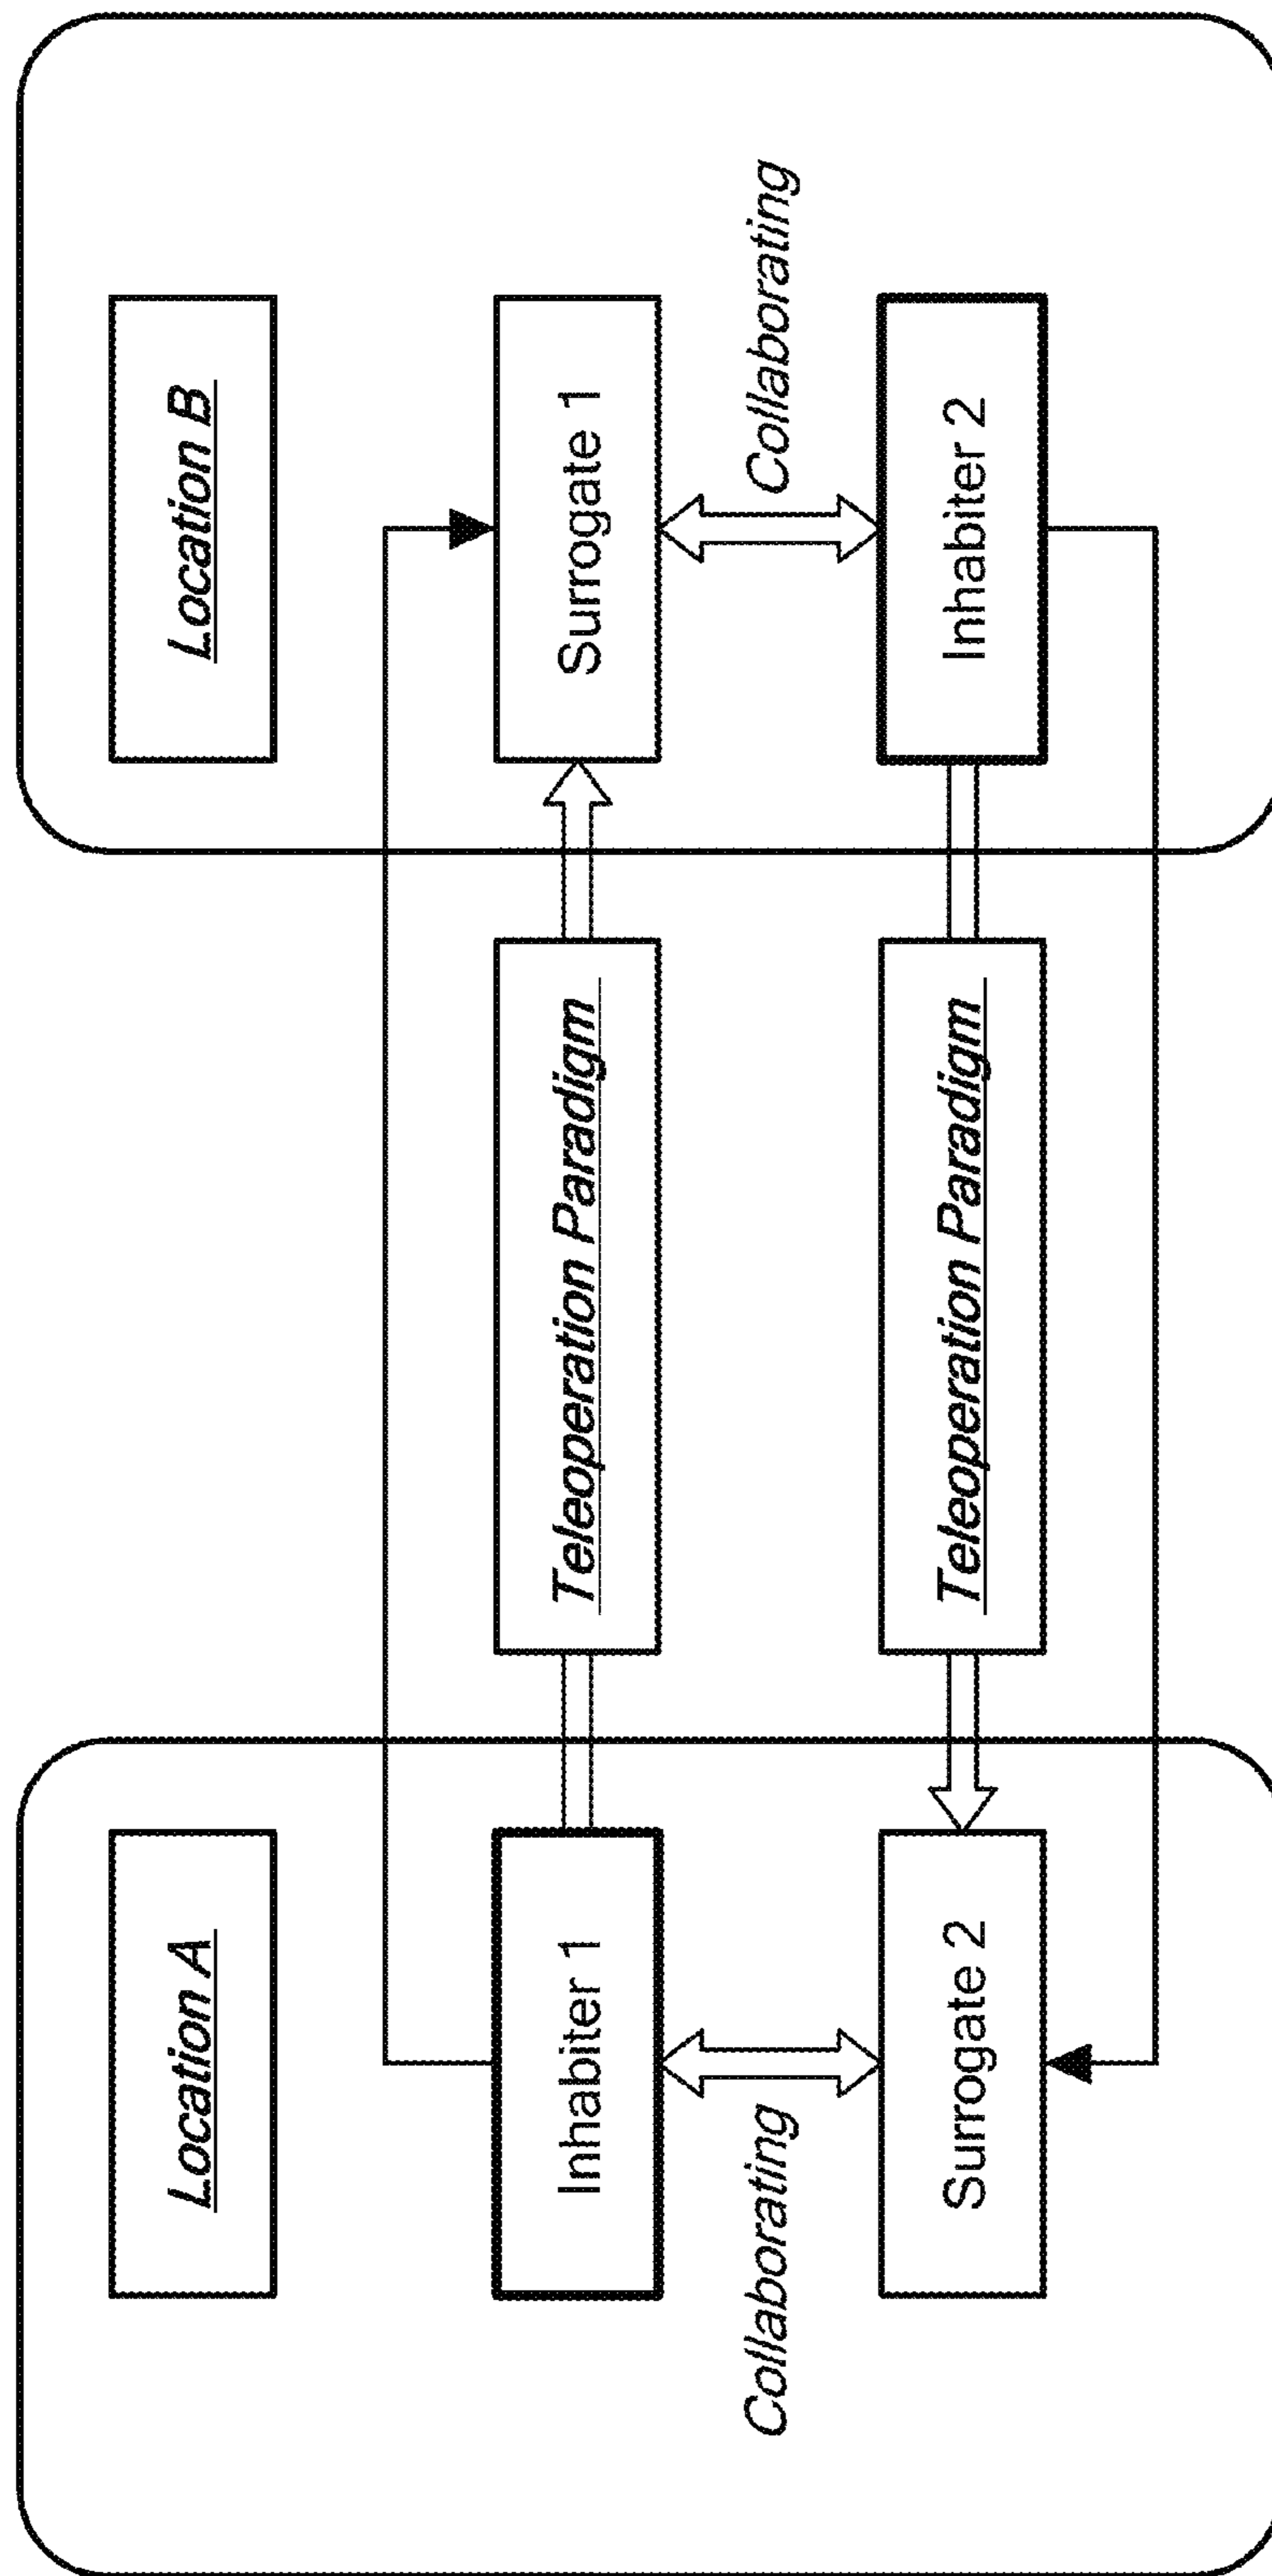 Location A
Location B
Inhabiter 1
Teleoperation Paradigm
Surrogate 1
Collaborating
Collaborating
Surrogate 2
Teleoperation Paradigm
Inhabiter 2